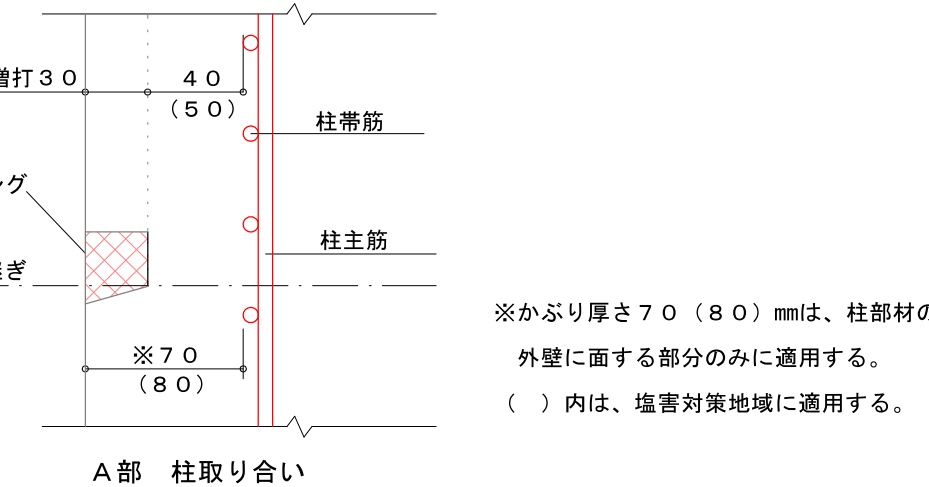 増打３０
４０
（５０）
柱帯筋
柱主筋
※７０
（８０）
※かぶり厚さ７０（８０）㎜は、柱部材の
外壁に面する部分のみに適用する。
（　）内は、塩害対策地域に適用する。
Ａ部　柱取り合い